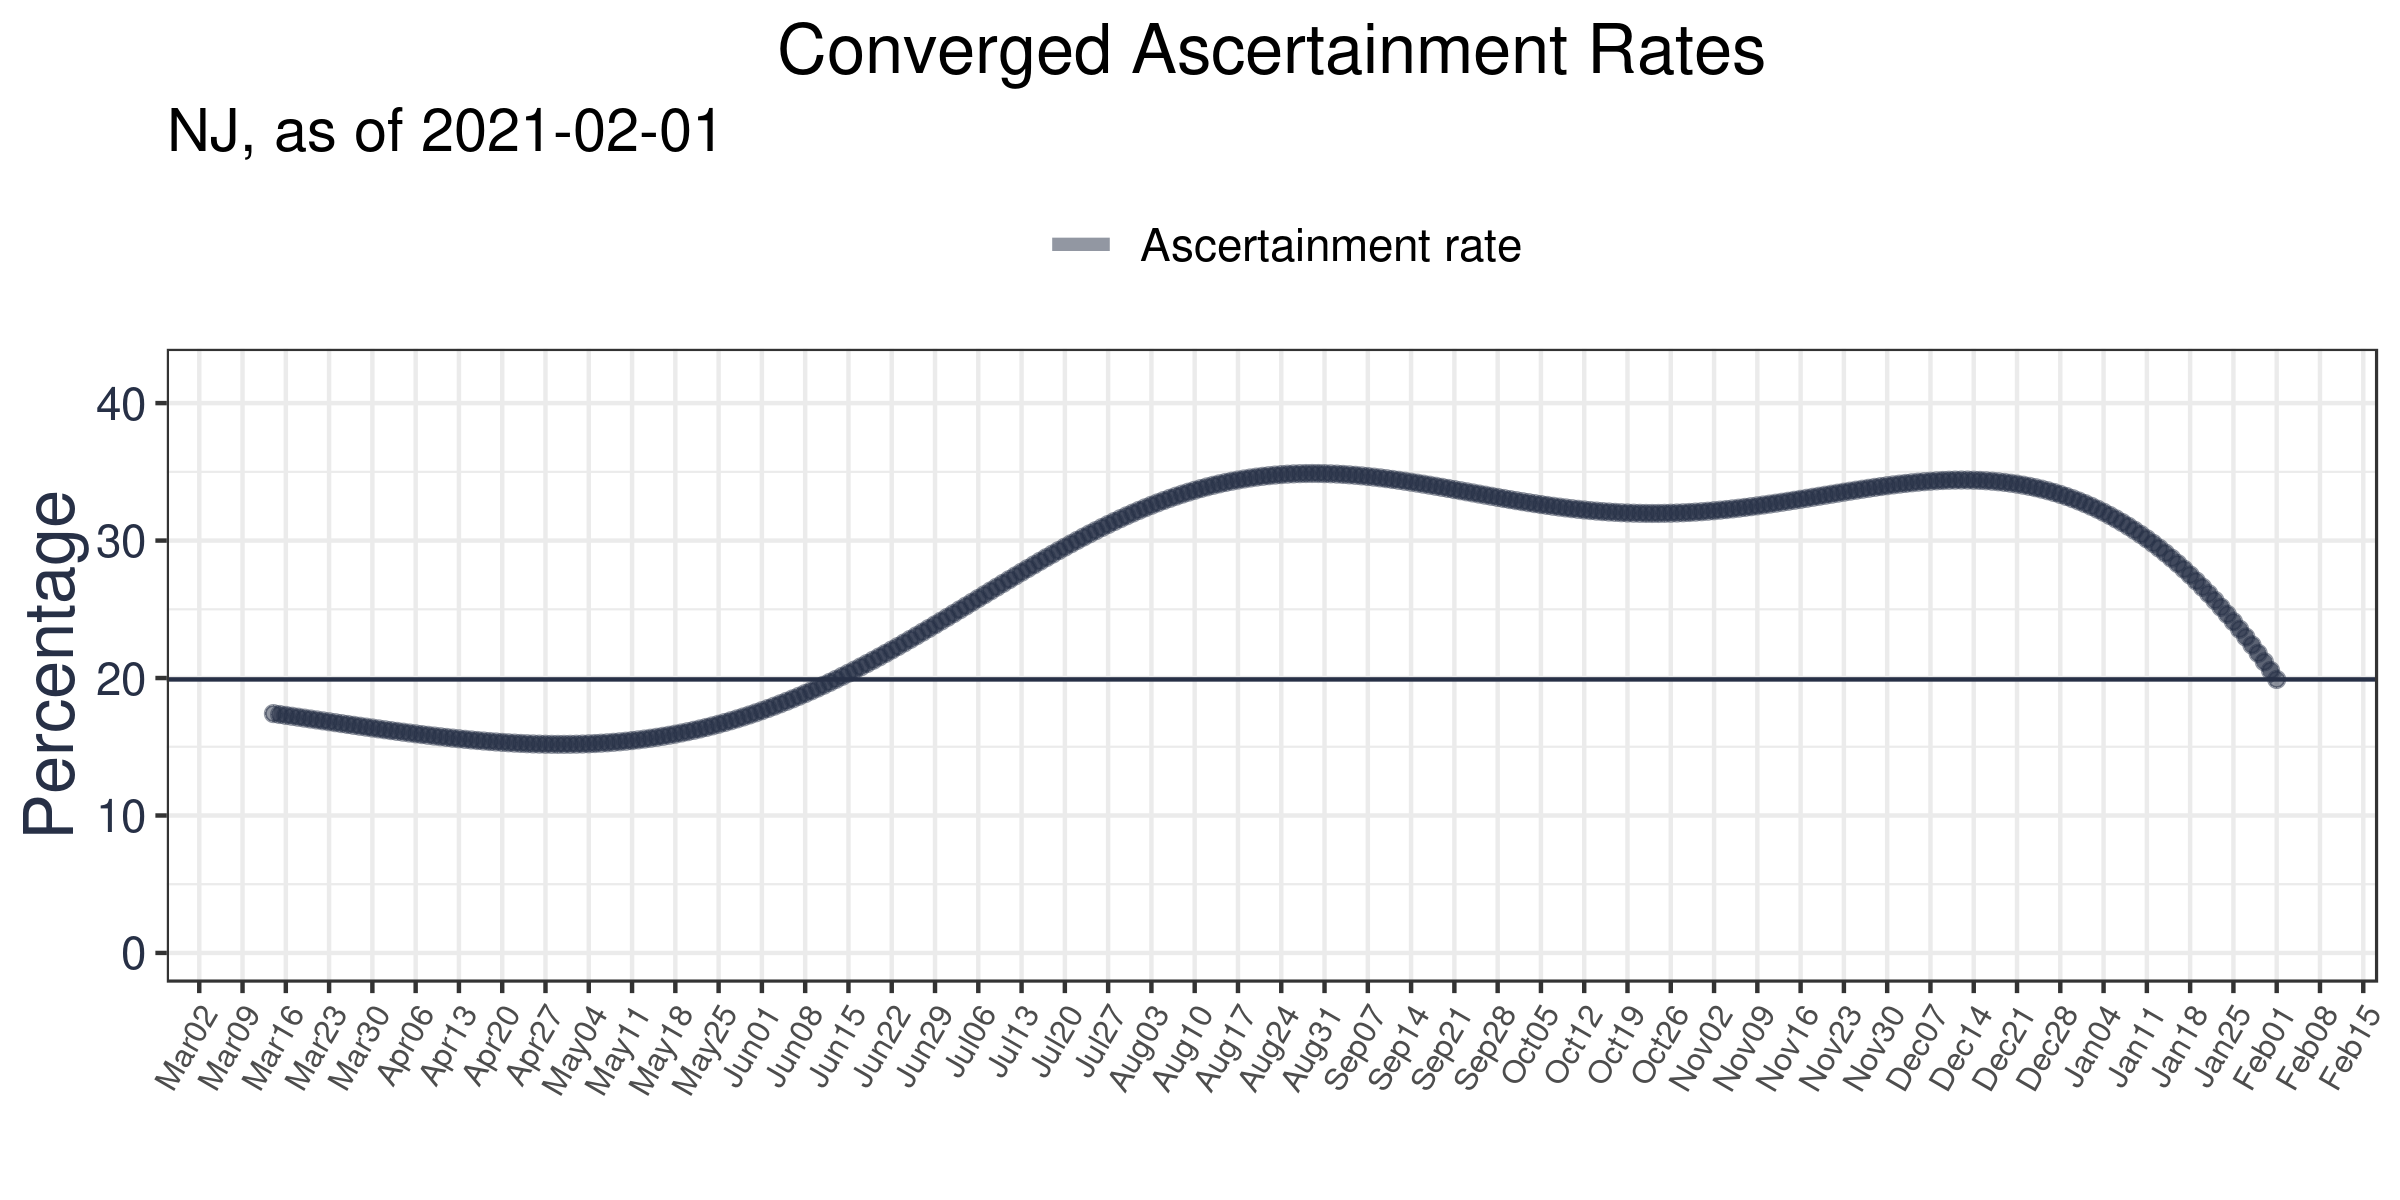 Converged Ascertainment Rates
NJ, as of 2021-02-01
Ascertainment rate
Percentage
40
30
20
10
0
Mar02
Mar09
Mar16
Mar23
Mar30
Apr06
Apr13
Apr20
Apr27
May04
May11
May18
May25
Jun01
Jun08
Jun15
Jun22
Jun29
Jul06
Jul13
Jul20
Jul27
Aug03
Aug10
Aug17
Aug24
Aug31
Sep07
Sep14
Sep21
Sep28
Oct05
Oct12
Oct19
Oct26
Nov02
Nov09
Nov16
Nov23
Nov30
Dec07
Dec14
Dec21
Dec28
Jan04
Jan11
Jan18
Jan25
Feb01
Feb08
Feb15